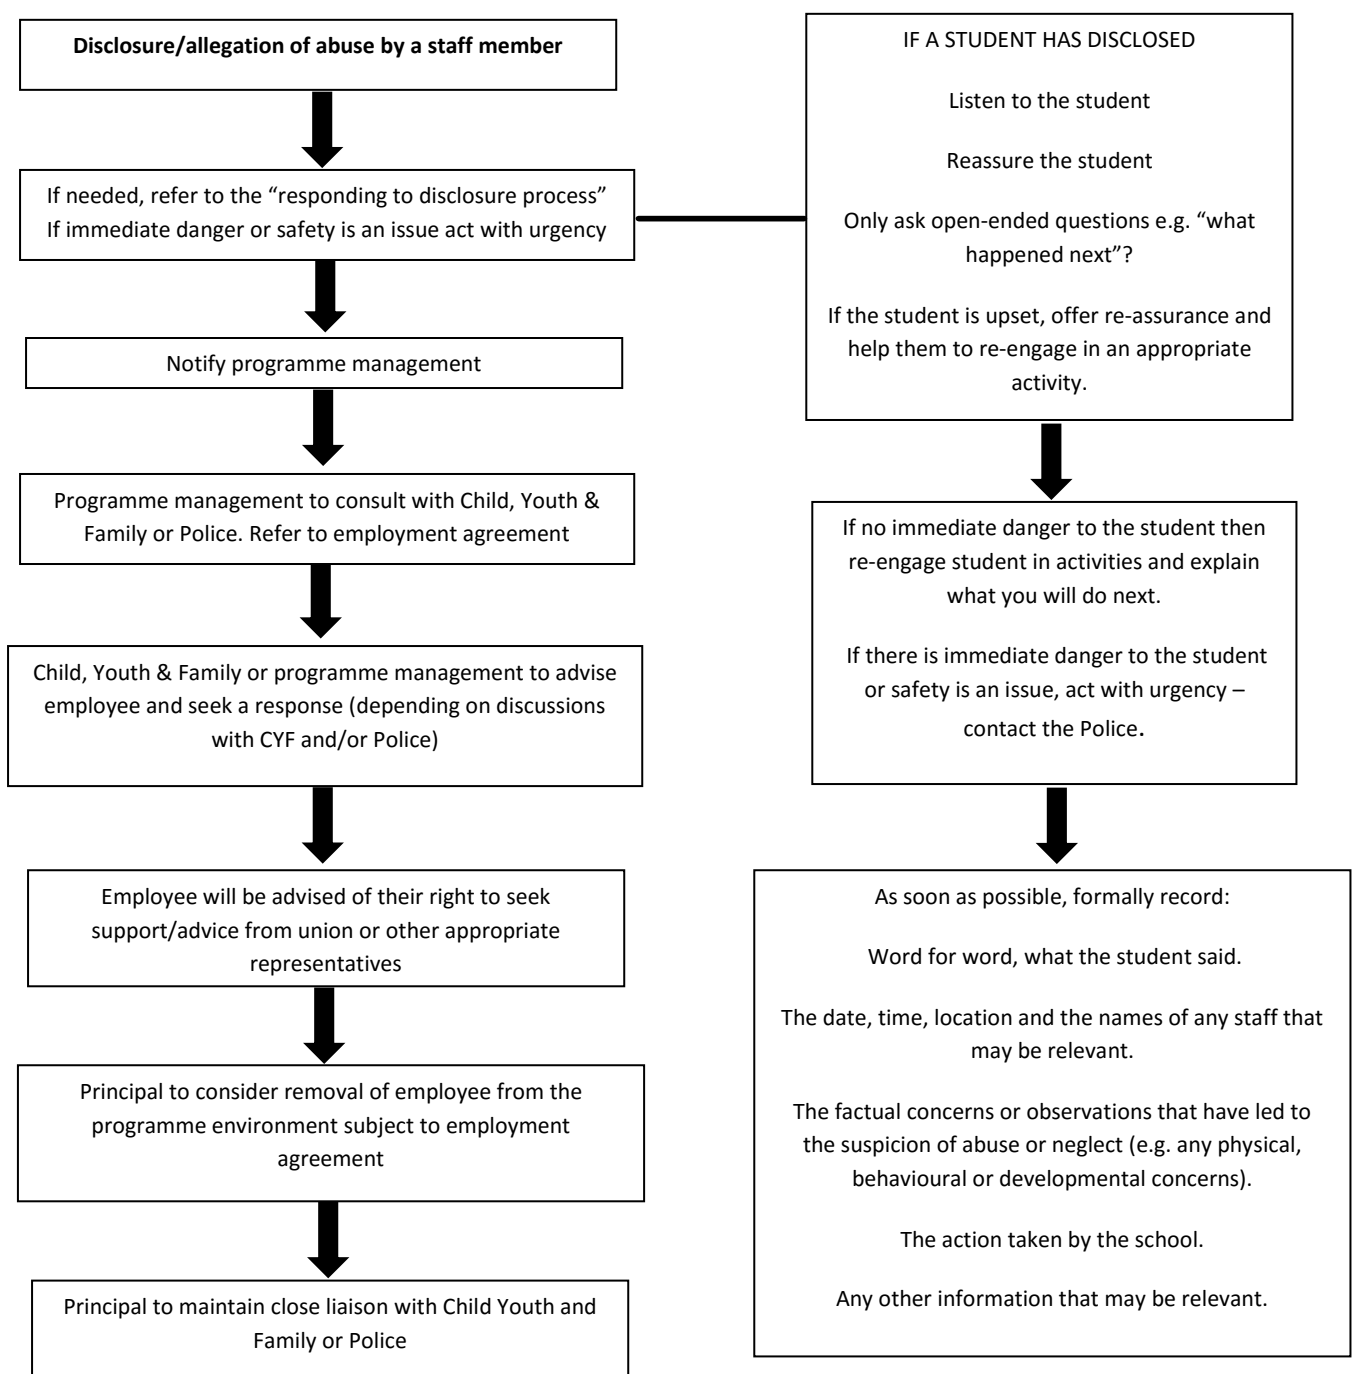 Disclosure/allegation of abuse by a staff member
If needed, refer to the “responding to disclosure process”
If immediate danger or safety is an issue act with urgency
Notify programme management
Programme management to consult with Child, Youth &
Family or Police. Refer to employment agreement
Child, Youth & Family or programme management to advise
employee and seek a response (depending on discussions
with CYF and/or Police)
Employee will be advised of their right to seek
support/advice from union or other appropriate
representatives
Principal to consider removal of employee from the
programme environment subject to employment
agreement
Principal to maintain close liaison with Child Youth and
Family or Police
IF A STUDENT HAS DISCLOSED
Listen to the student
Reassure the student
Only ask open-ended questions e.g. “what
happened next”?
If the student is upset, offer re-assurance and
help them to re-engage in an appropriate
activity.
If no immediate danger to the student then
re-engage student in activities and explain
what you will do next.
If there is immediate danger to the student
or safety is an issue, act with urgency –
contact the Police.
As soon as possible, formally record:
Word for word, what the student said.
The date, time, location and the names of any staff that
may be relevant.
The factual concerns or observations that have led to
the suspicion of abuse or neglect (e.g. any physical,
behavioural or developmental concerns).
The action taken by the school.
Any other information that may be relevant.